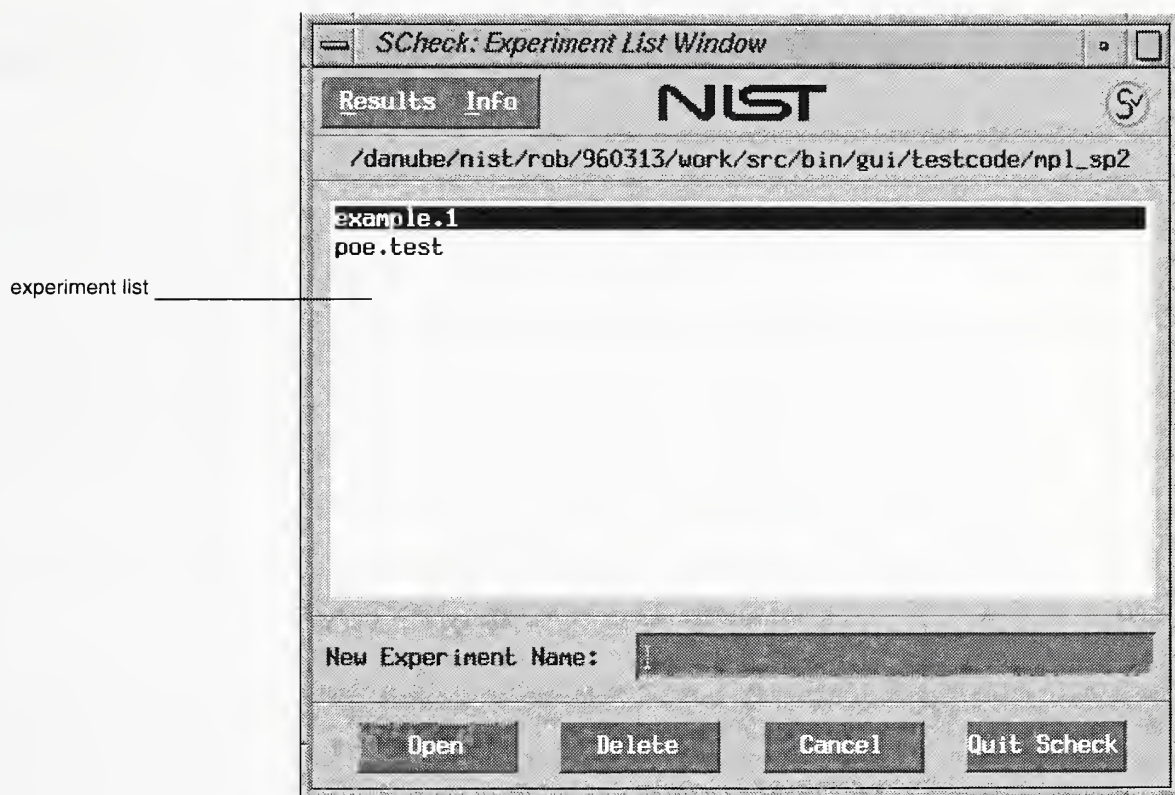 SCheck: Experiment List Window
Results Info
NIST
S
/danube/nist/rob/960313/work/src/bin/gui/testcode/mpl_sp2
example.1
poe.test
experiment list
New Experiment Name:
Open Delete Cancel Quit Scheck